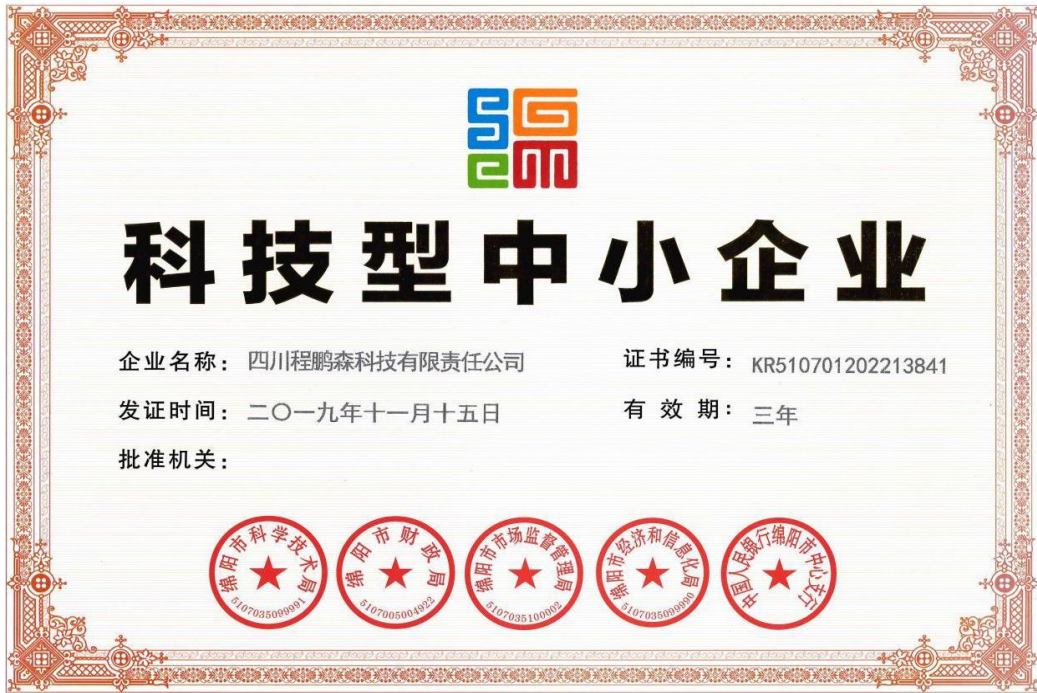 科技型中小企业
企业名称：四川程鹏森科技有限责任公司
证书编号：KR510701202213841
发证时间：二〇一九年十一月十五日
有效期：三年
批准机关：
绵阳市科学技术局
5107035099991
绵阳市财政局
5107005004922
绵阳市市场监督管理局
5107035100902
绵阳市经济和信息化局
5107035099990
中国人民银行绵阳市中心支行